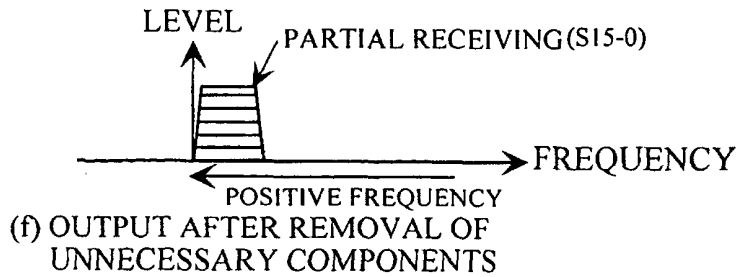 LEVEL
PARTIAL RECEIVING(S15-0)
FREQUENCY
POSITIVE FREQUENCY
(f) OUTPUT AFTER REMOVAL OF
UNNECESSARY COMPONENTS